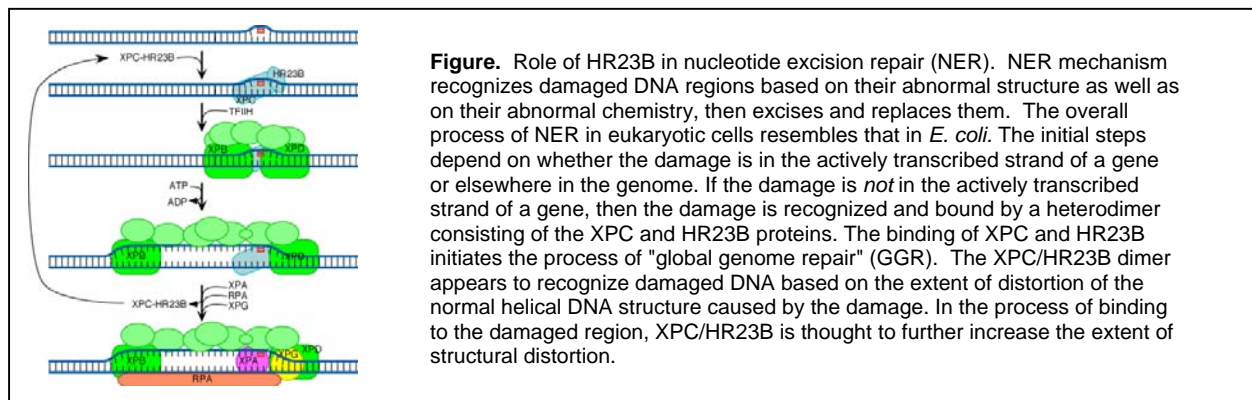 XPC-HR23B
HR23B
XPC
TFIIH
XPB XPD
ATP
ADP
XPB XPD
XPA
RPA
XPG
XPC-HR23B
XPB XPA XPG XPD
RPA
Figure. Role of HR23B in nucleotide excision repair (NER). NER mechanism
recognizes damaged DNA regions based on their abnormal structure as well as
on their abnormal chemistry, then excises and replaces them. The overall
process of NER in eukaryotic cells resembles that in E. coli. The initial steps
depend on whether the damage is in the actively transcribed strand of a gene
or elsewhere in the genome. If the damage is not in the actively transcribed
strand of a gene, then the damage is recognized and bound by a heterodimer
consisting of the XPC and HR23B proteins. The binding of XPC and HR23B
initiates the process of "global genome repair" (GGR). The XPC/HR23B dimer
appears to recognize damaged DNA based on the extent of distortion of the
normal helical DNA structure caused by the damage. In the process of binding
to the damaged region, XPC/HR23B is thought to further increase the extent of
structural distortion.